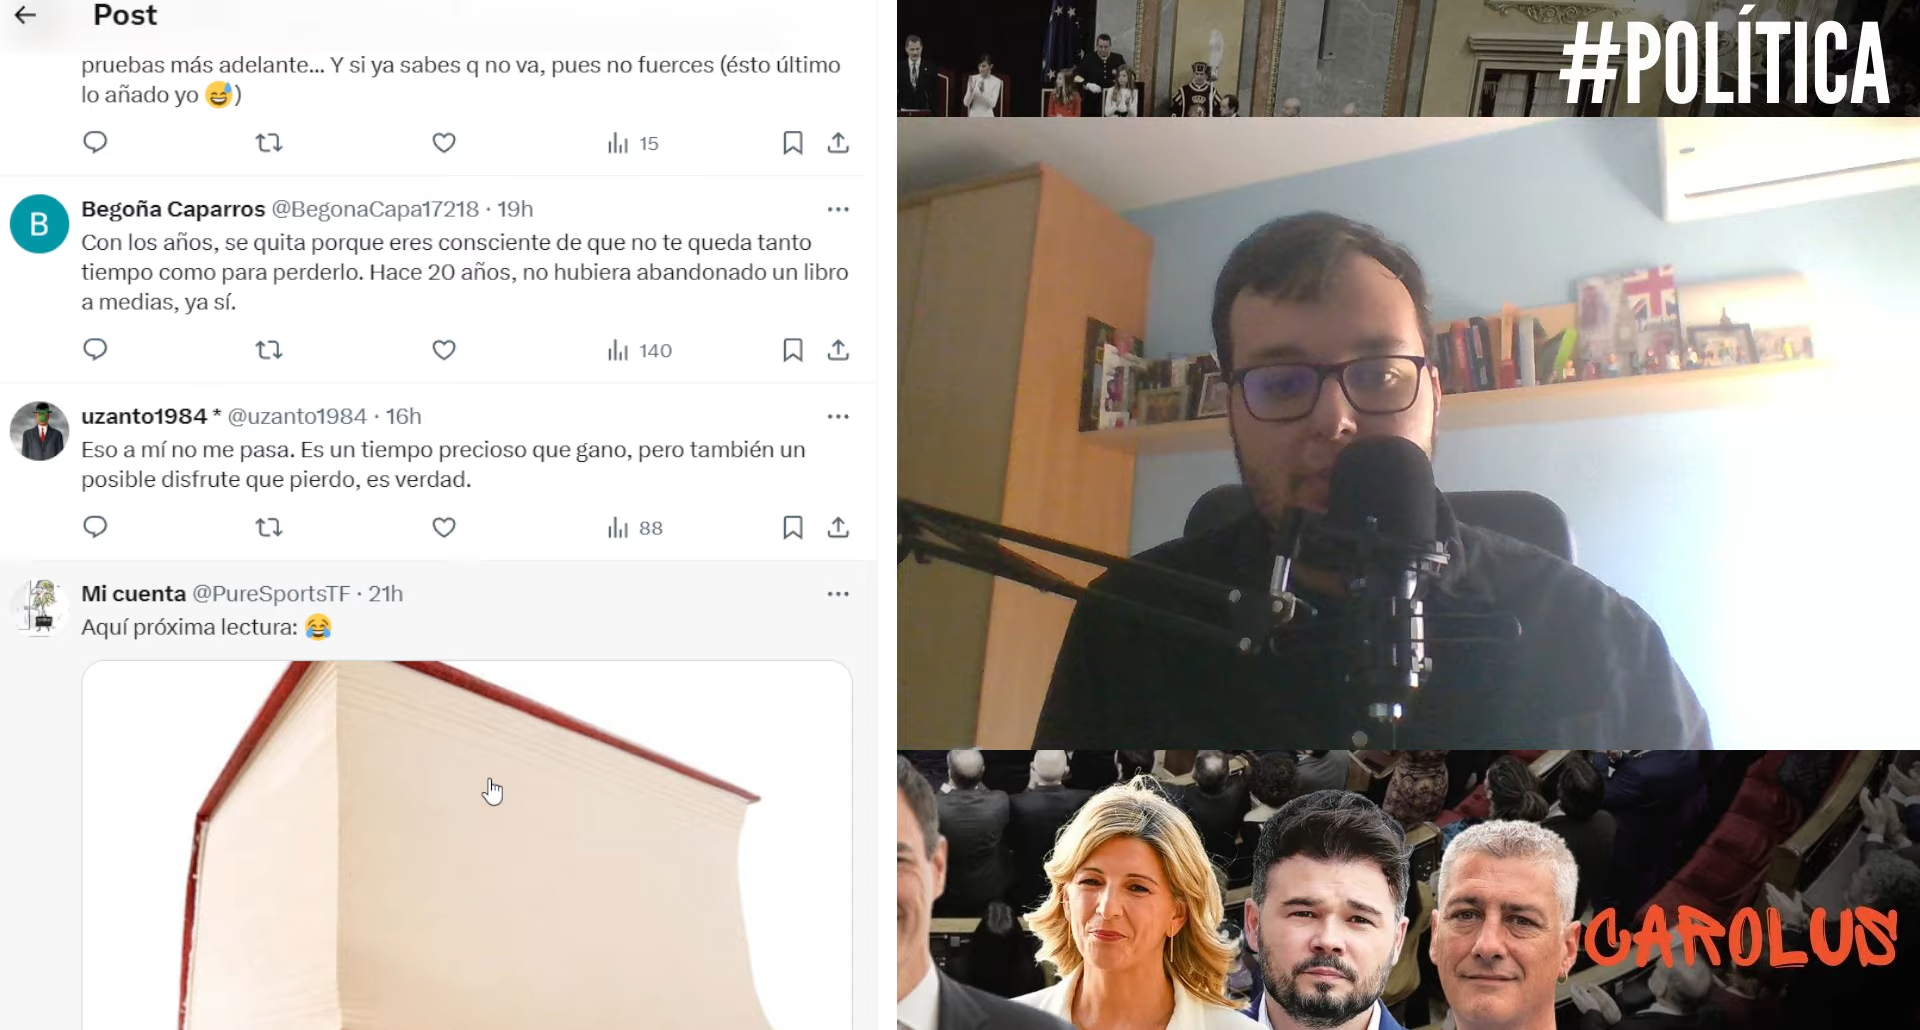 Post
pruebas más adelante... Y si ya sabes q no va, pues no fuerces (ésto último
lo añado yo 😅)
15
B
Begoña Caparros @BegonaCapa17218 · 19h
Con los años, se quita porque eres consciente de que no te queda tanto
tiempo como para perderlo. Hace 20 años, no hubiera abandonado un libro
a medias, ya sí.
140
uzanto1984 * @uzanto1984 · 16h
Eso a mí no me pasa. Es un tiempo precioso que gano, pero también un
posible disfrute que pierdo, es verdad.
88
Mi cuenta @PureSportsTF · 21h
Aquí próxima lectura: 😂
#POLÍTICA
CAROLUS